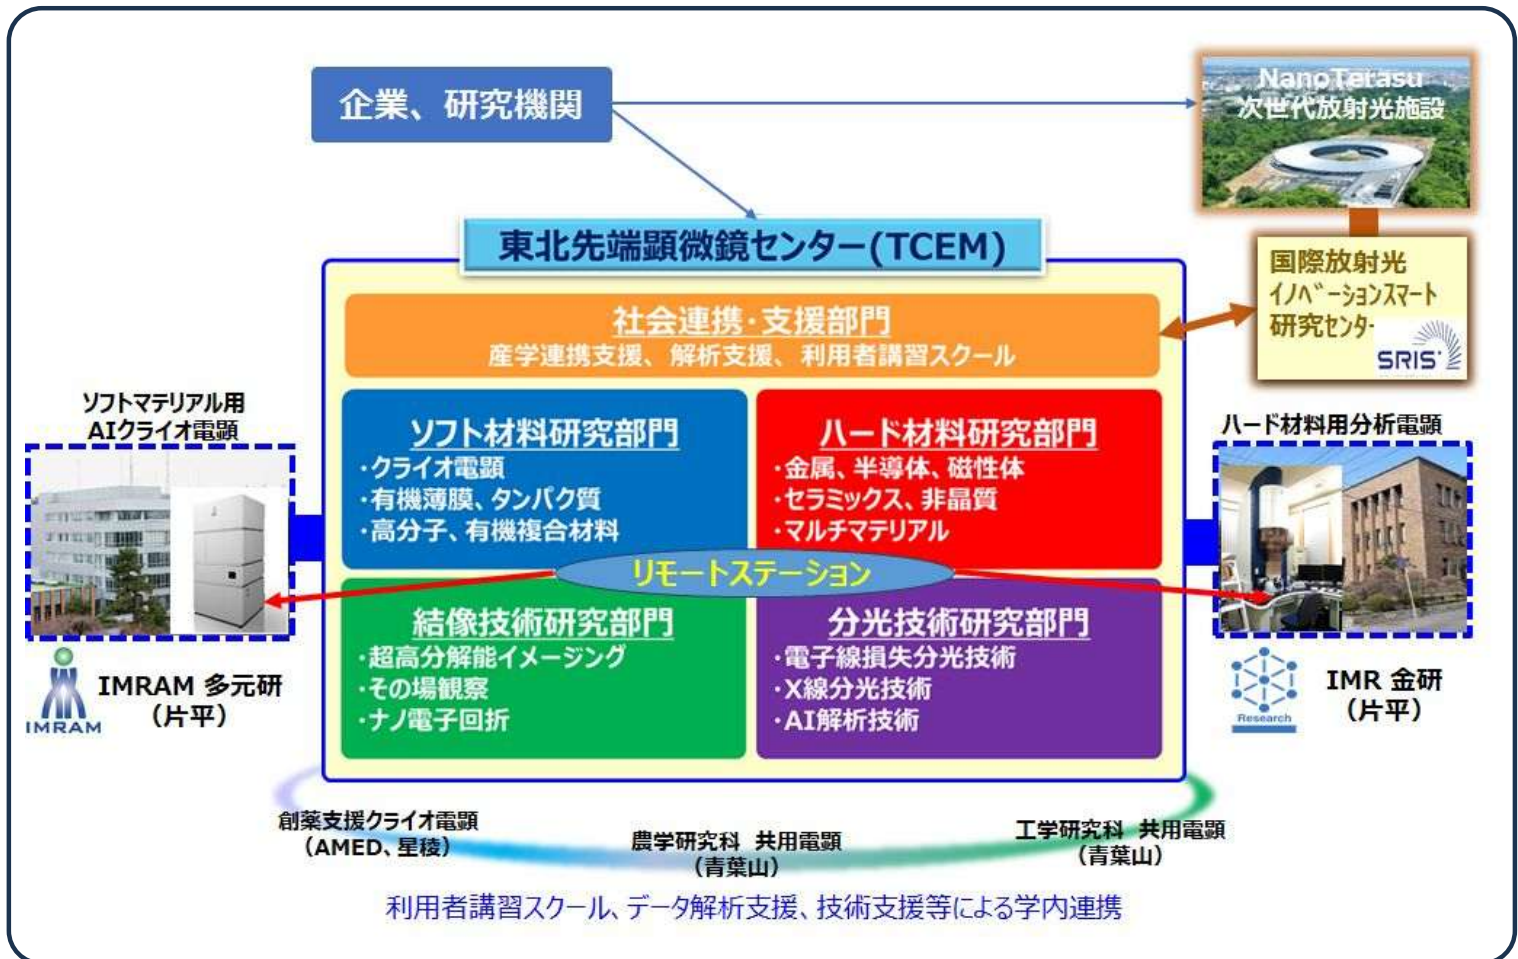 企業、研究機関
NanoTerasu
次世代放射光施設
東北先端顕微鏡センター(TCEM)
国際放射光
ｲﾉﾍﾞｰｼｮﾝｽﾏｰﾄ
研究ｾﾝﾀｰ
SRIS
社会連携・支援部門
産学連携支援、解析支援、利用者講習スクール
ソフトマテリアル用
AIクライオ電顕
ハード材料用分析電顕
ソフト材料研究部門
・クライオ電顕
・有機薄膜、タンパク質
・高分子、有機複合材料
ハード材料研究部門
・金属、半導体、磁性体
・セラミックス、非晶質
・マルチマテリアル
リモートステーション
結像技術研究部門
・超高分解能イメージング
・その場観察
・ナノ電子回折
分光技術研究部門
・電子線損失分光技術
・X線分光技術
・AI解析技術
IMRAM
IMRAM 多元研
（片平）
Research
IMR 金研
（片平）
創薬支援クライオ電顕
（AMED、星稜）
農学研究科 共用電顕
（青葉山）
工学研究科 共用電顕
（青葉山）
利用者講習スクール、データ解析支援、技術支援等による学内連携